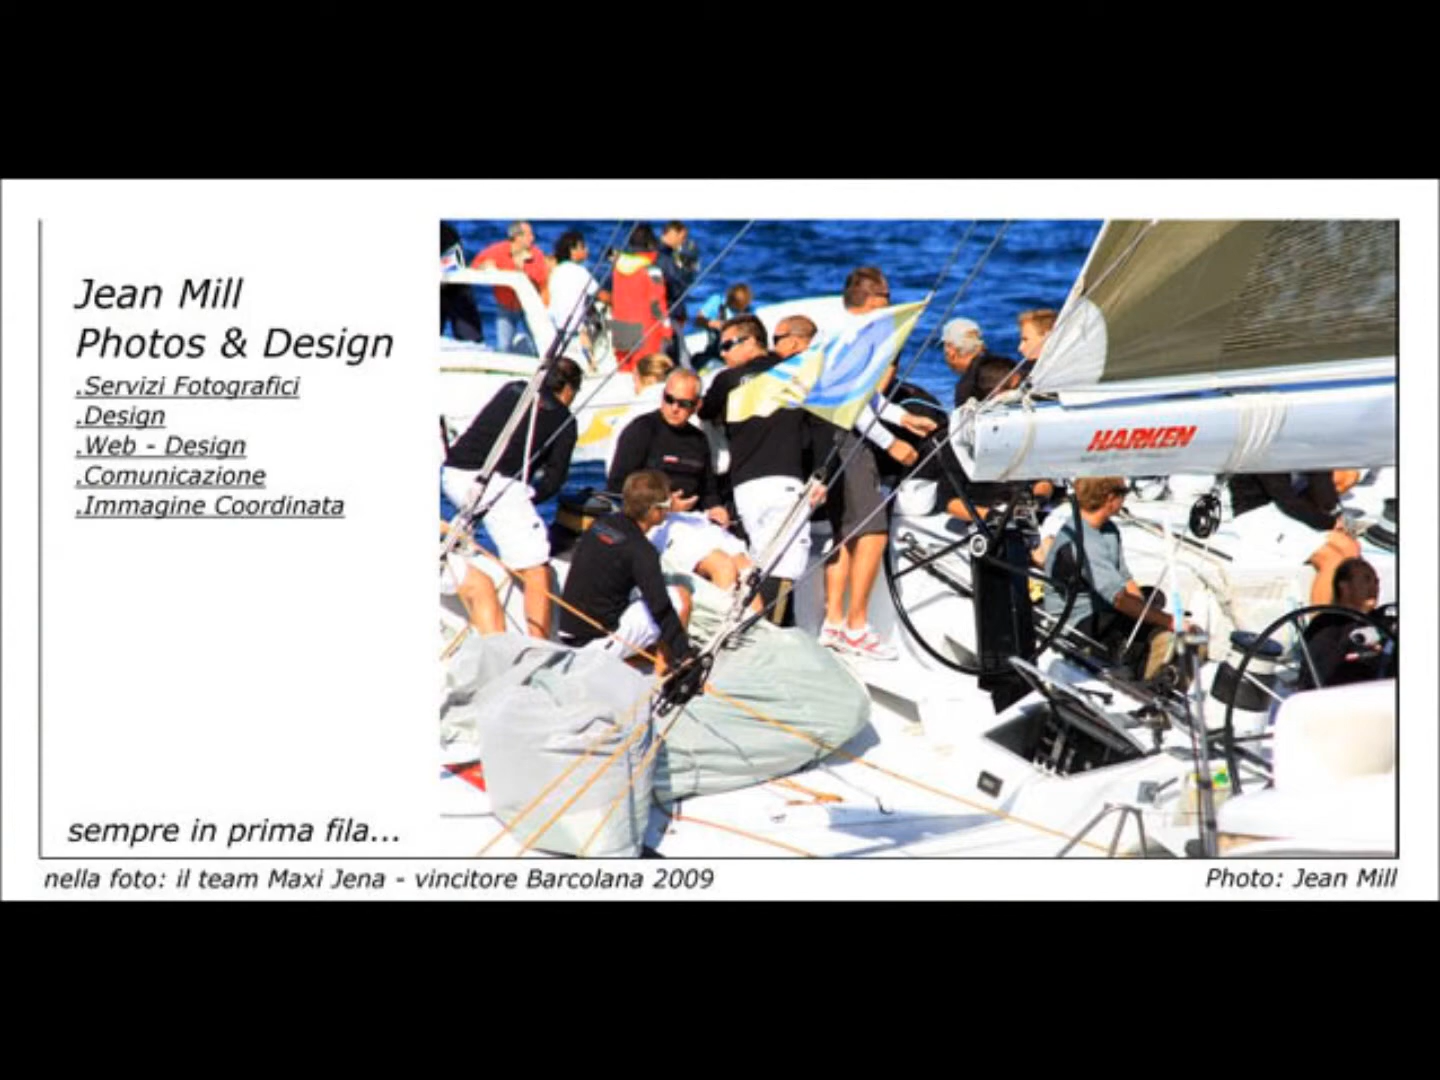 Jean Mill
Photos & Design
.Servizi Fotografici
.Design
.Web - Design
.Comunicazione
.Immagine Coordinata
HARKEN
sempre in prima fila...
nella foto: il team Maxi Jena - vincitore Barcolana 2009
Photo: Jean Mill